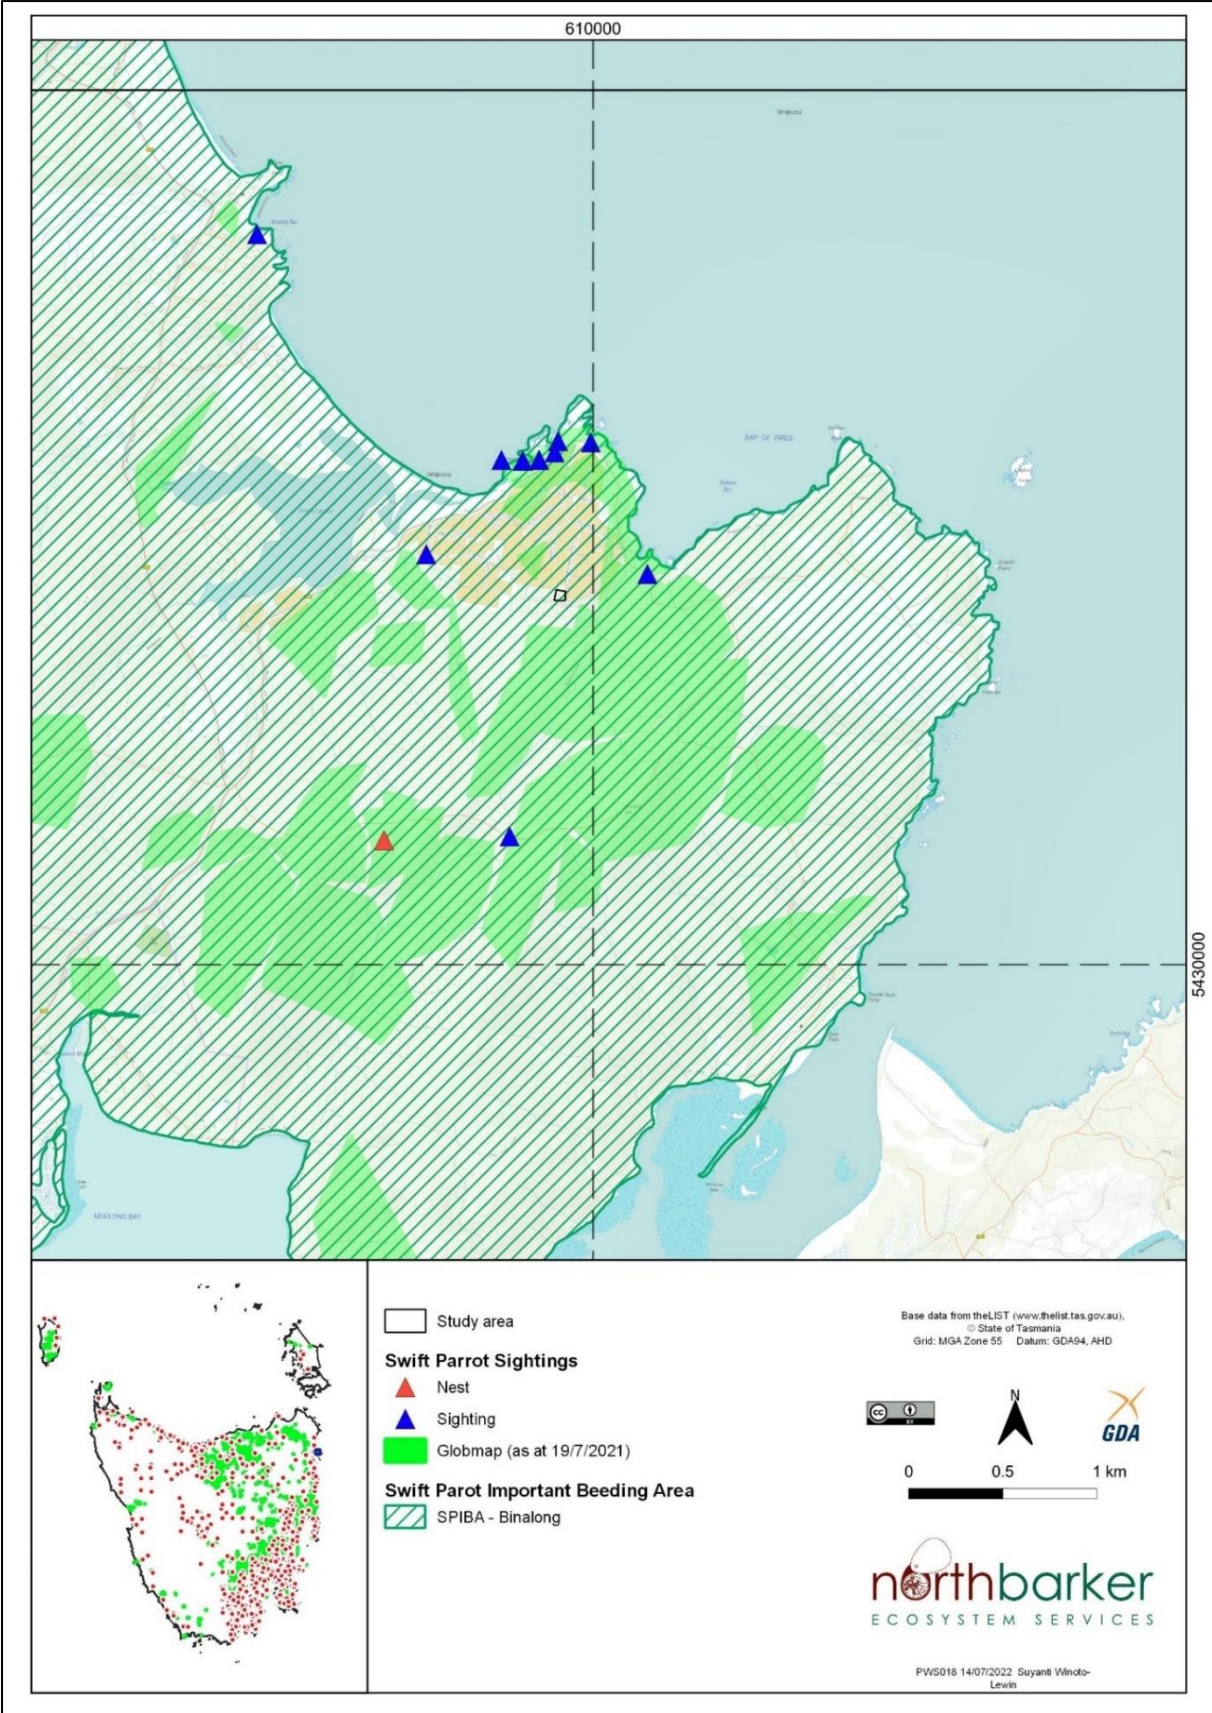 610000
BAY OF FIRES
5430000
MOULTING BAY
Study area
Swift Parrot Sightings
Nest
Sighting
Globmap (as at 19/7/2021)
Swift Parot Important Beeding Area
SPIBA - Binalong
Base data from theLIST (www.thelist.tas.gov.au),
© State of Tasmania
Grid: MGA Zone 55 Datum: GDA94, AHD
CC
BY
N
GDA
0 0.5 1 km
northbarker
ECOSYSTEM SERVICES
PWS018 14/07/2022 Suyanti Winoto-
Lewin